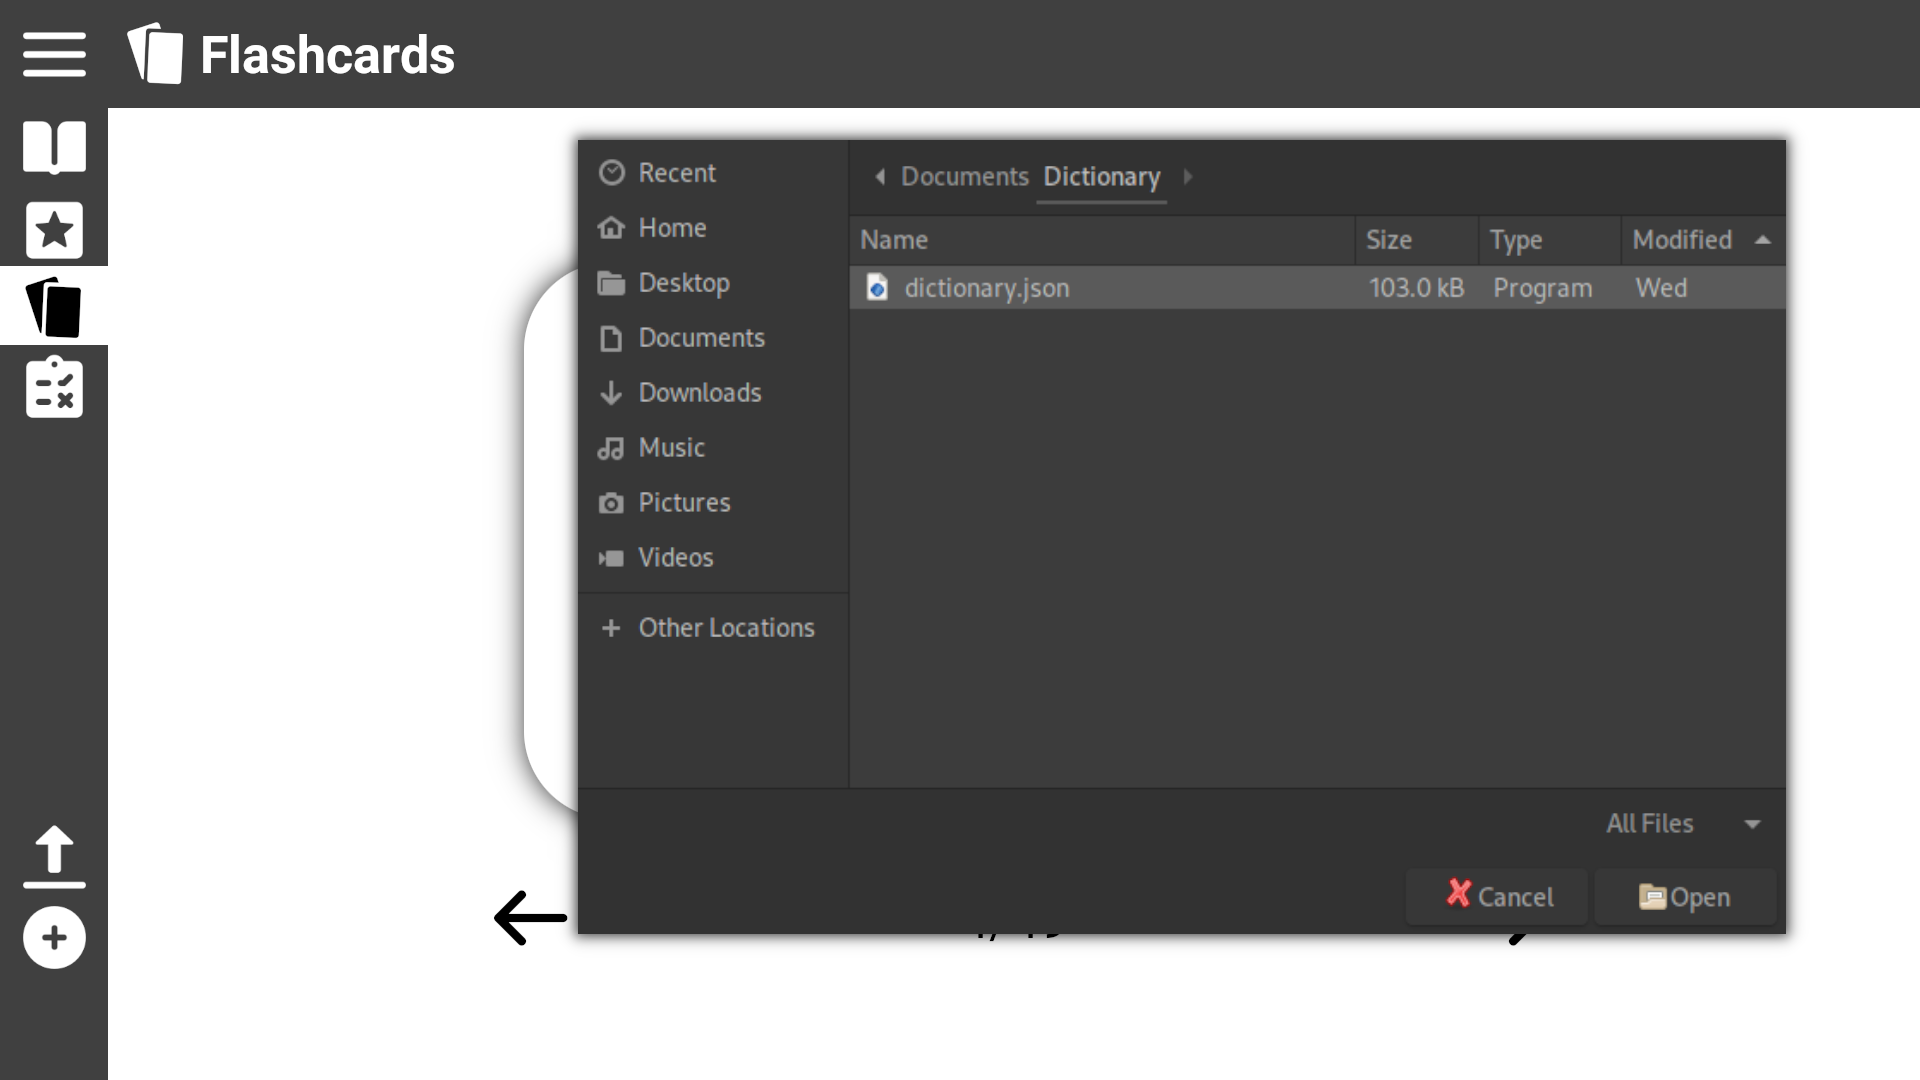 Flashcards
Recent
Home
Desktop
Documents
Downloads
Music
Pictures
Videos
Other Locations
Documents Dictionary
Name Size Type Modified
dictionary.json 103.0 kB Program Wed
All Files
Cancel Open